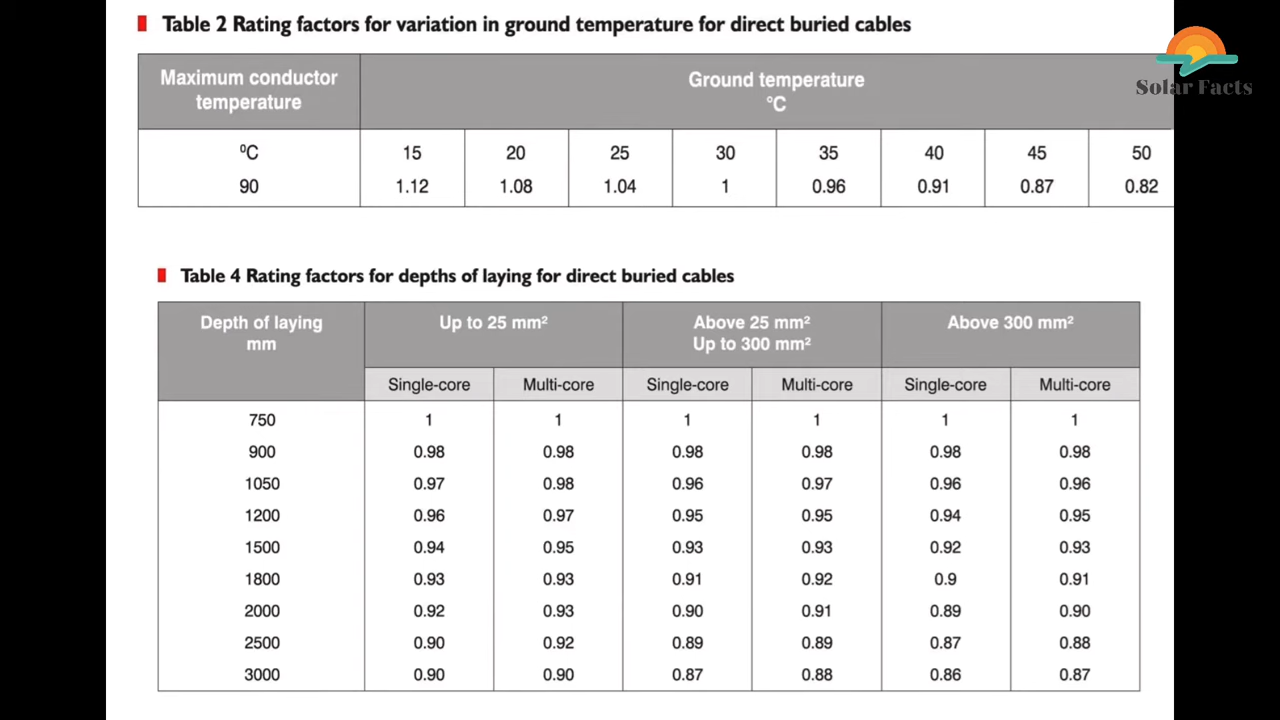 Table 2 Rating factors for variation in ground temperature for direct buried cables
Solar Facts
Maximum conductor temperature Ground temperature °C
⁰C 15 20 25 30 35 40 45 50
90 1.12 1.08 1.04 1 0.96 0.91 0.87 0.82
Table 4 Rating factors for depths of laying for direct buried cables
Depth of laying mm Up to 25 mm² Above 25 mm² Up to 300 mm² Above 300 mm²
Single-core Multi-core Single-core Multi-core Single-core Multi-core
750 1 1 1 1 1 1
900 0.98 0.98 0.98 0.98 0.98 0.98
1050 0.97 0.98 0.96 0.97 0.96 0.96
1200 0.96 0.97 0.95 0.95 0.94 0.95
1500 0.94 0.95 0.93 0.93 0.92 0.93
1800 0.93 0.93 0.91 0.92 0.9 0.91
2000 0.92 0.93 0.90 0.91 0.89 0.90
2500 0.90 0.92 0.89 0.89 0.87 0.88
3000 0.90 0.90 0.87 0.88 0.86 0.87